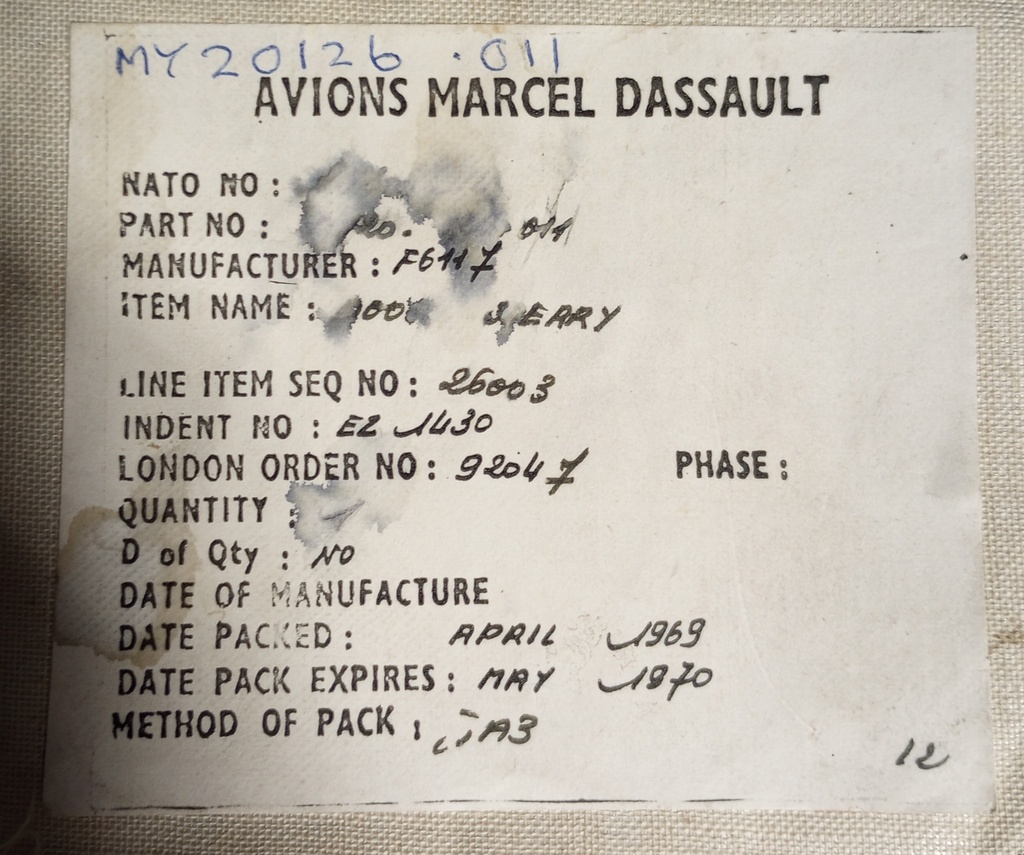 MY20126 .011
AVIONS MARCEL DASSAULT
NATO NO :
PART NO : 011
MANUFACTURER : F6117
ITEM NAME :
LINE ITEM SEQ NO : 26003
INDENT NO : EZ 1430
LONDON ORDER NO : 92047 PHASE :
QUANTITY :
D of Qty : NO
DATE OF MANUFACTURE
DATE PACKED : APRIL 1969
DATE PACK EXPIRES : MAY 1970
METHOD OF PACK : A3
12